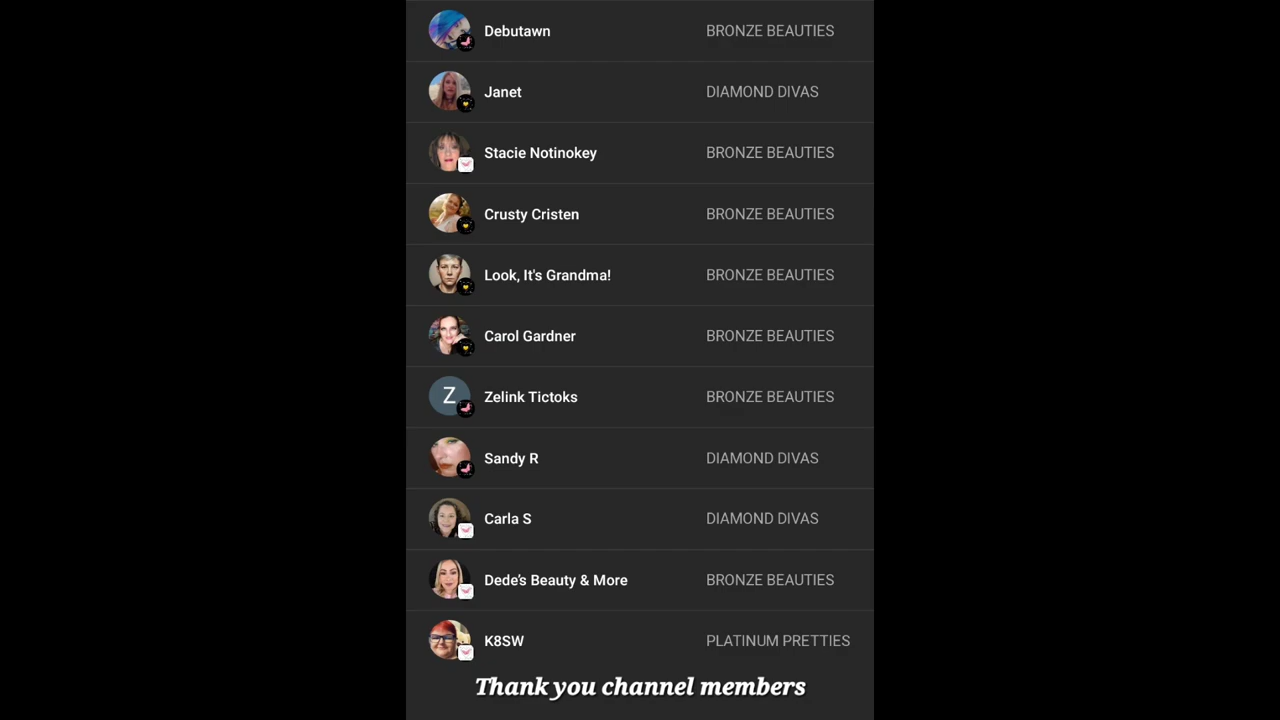 Debutawn BRONZE BEAUTIES
Janet DIAMOND DIVAS
Stacie Notinokey BRONZE BEAUTIES
Crusty Cristen BRONZE BEAUTIES
Look, It's Grandma! BRONZE BEAUTIES
Carol Gardner BRONZE BEAUTIES
Z Zelink Tictoks BRONZE BEAUTIES
Sandy R DIAMOND DIVAS
Carla S DIAMOND DIVAS
Dede's Beauty & More BRONZE BEAUTIES
K8SW PLATINUM PRETTIES
Thank you channel members